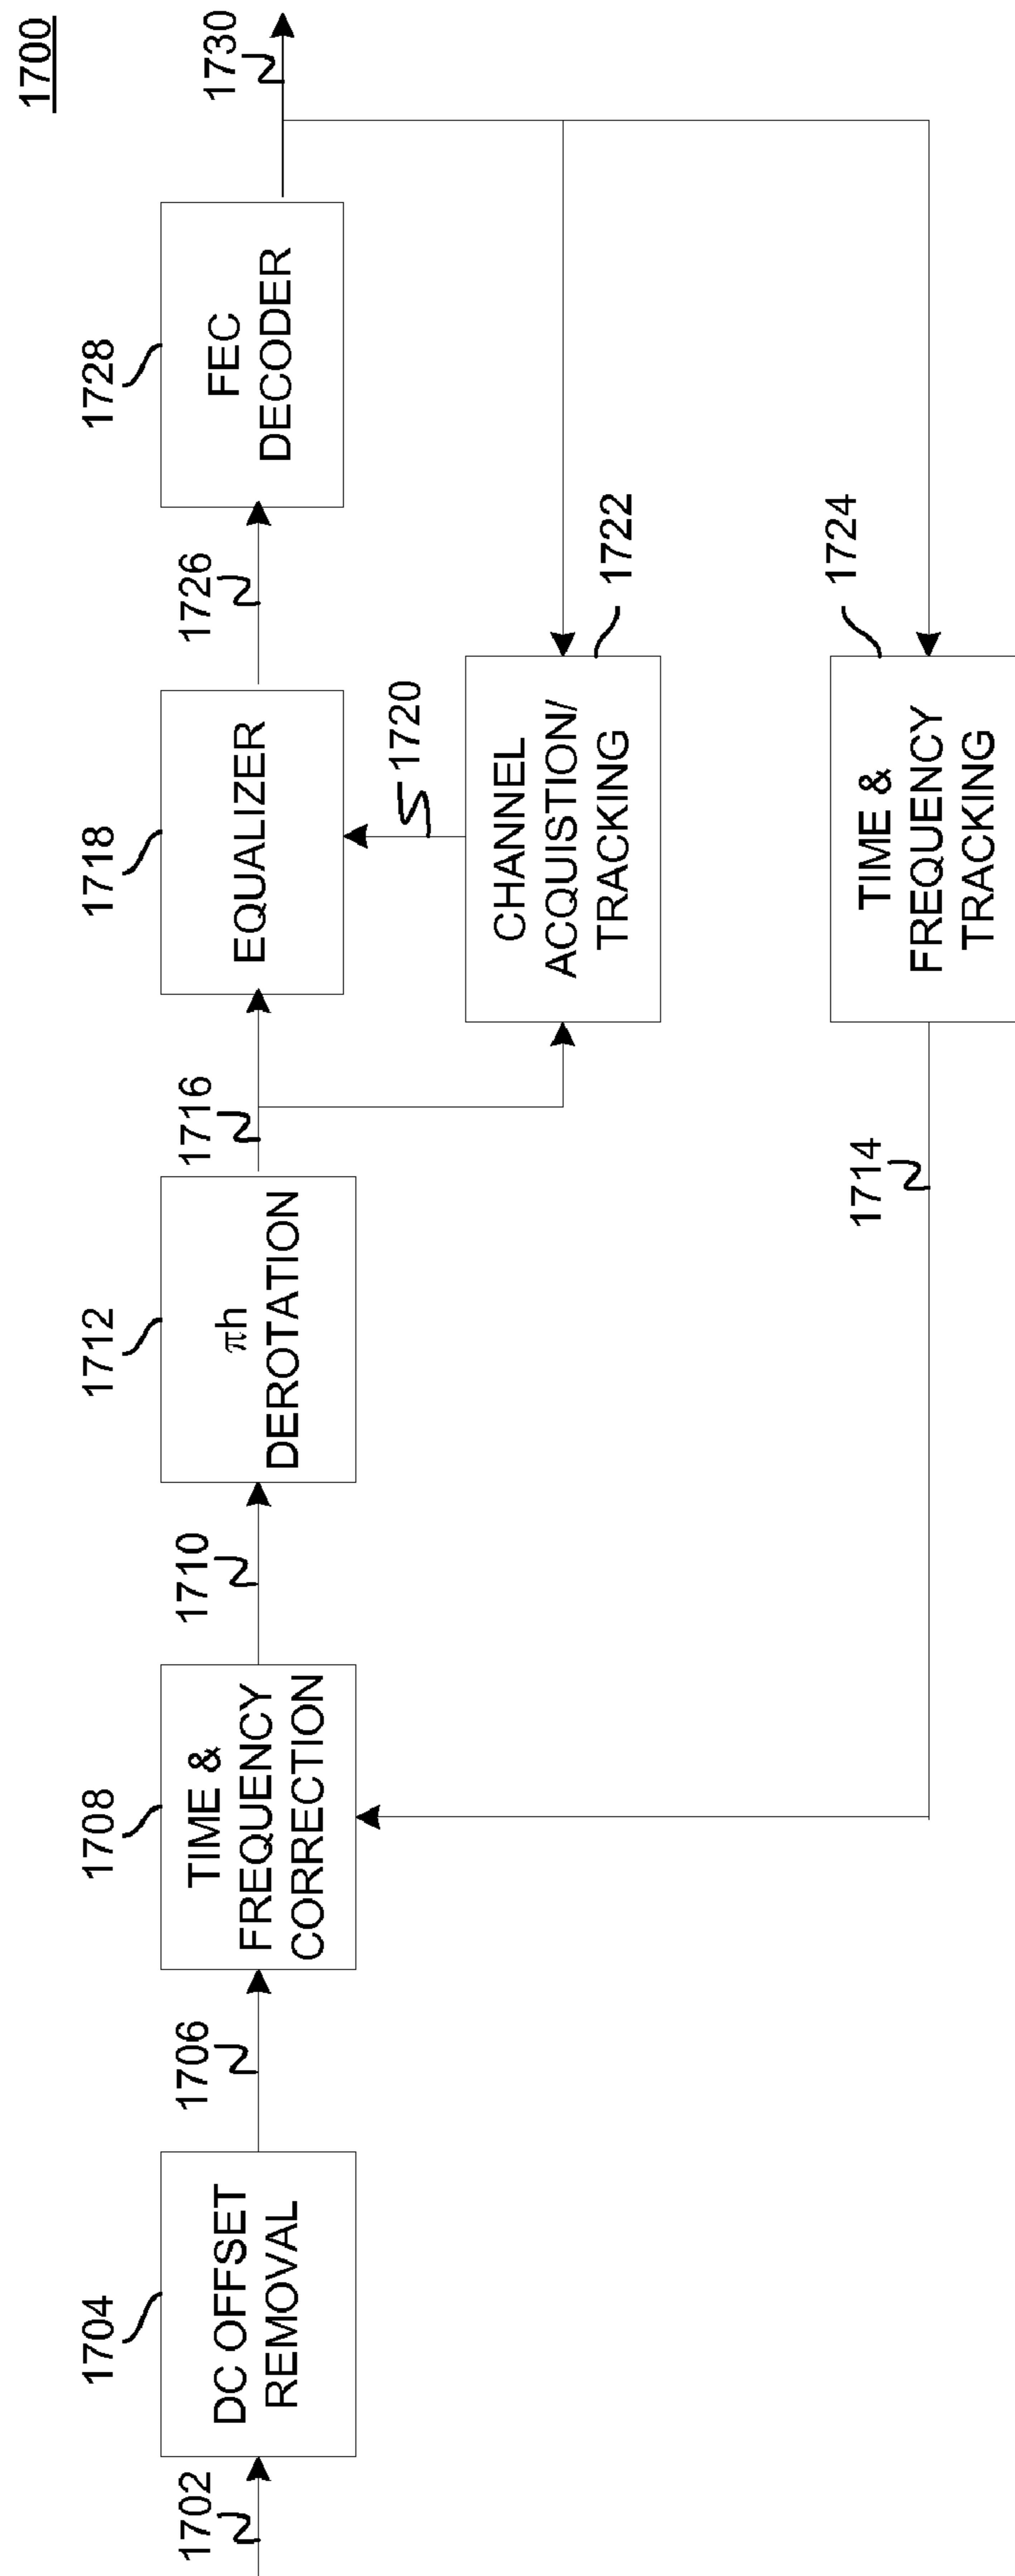 1700
1702
1704
DC OFFSET
REMOVAL
1706
1708
TIME &
FREQUENCY
CORRECTION
1710
1712
πh
DEROTATION
1716
1718
EQUALIZER
1726
1728
FEC
DECODER
1730
1720
CHANNEL
ACQUISTION/
TRACKING
1722
1714
TIME &
FREQUENCY
TRACKING
1724